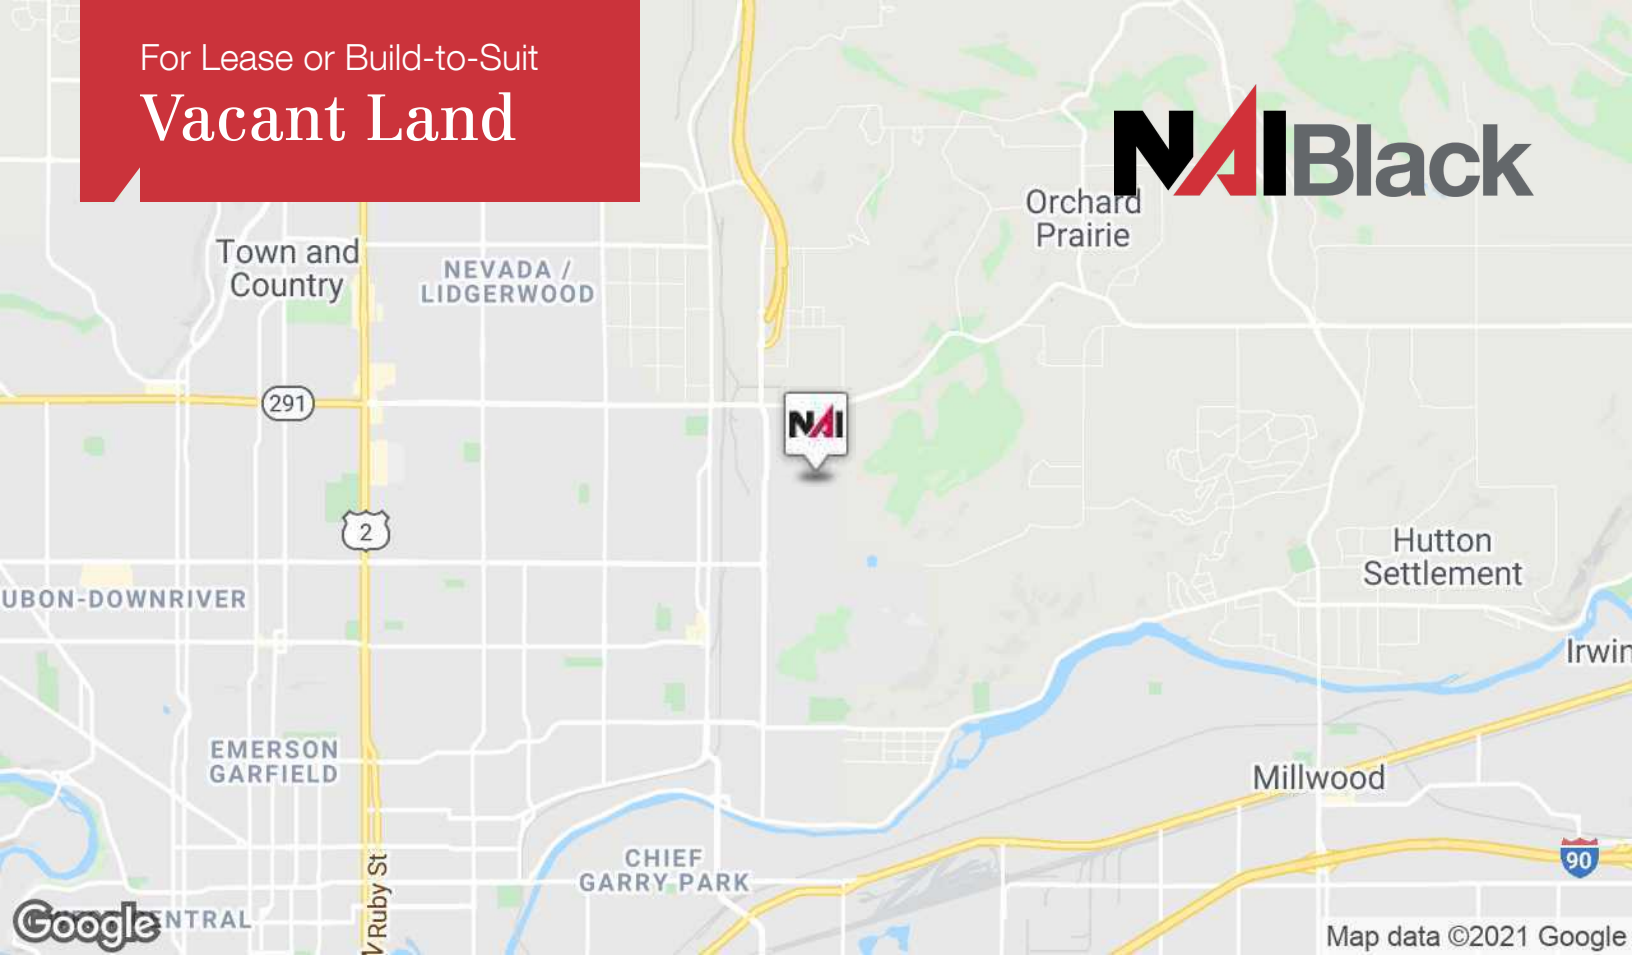 For Lease or Build-to-Suit
Vacant Land
NAIBlack
Orchard
Prairie
Town and
Country
NEVADA /
LIDGERWOOD
291
NAI
2
Hutton
Settlement
UBON-DOWNRIVER
Irwin
EMERSON
GARFIELD
Millwood
CHIEF
GARRY PARK
90
Ruby St
ENTRAL
Google
Map data ©2021 Google